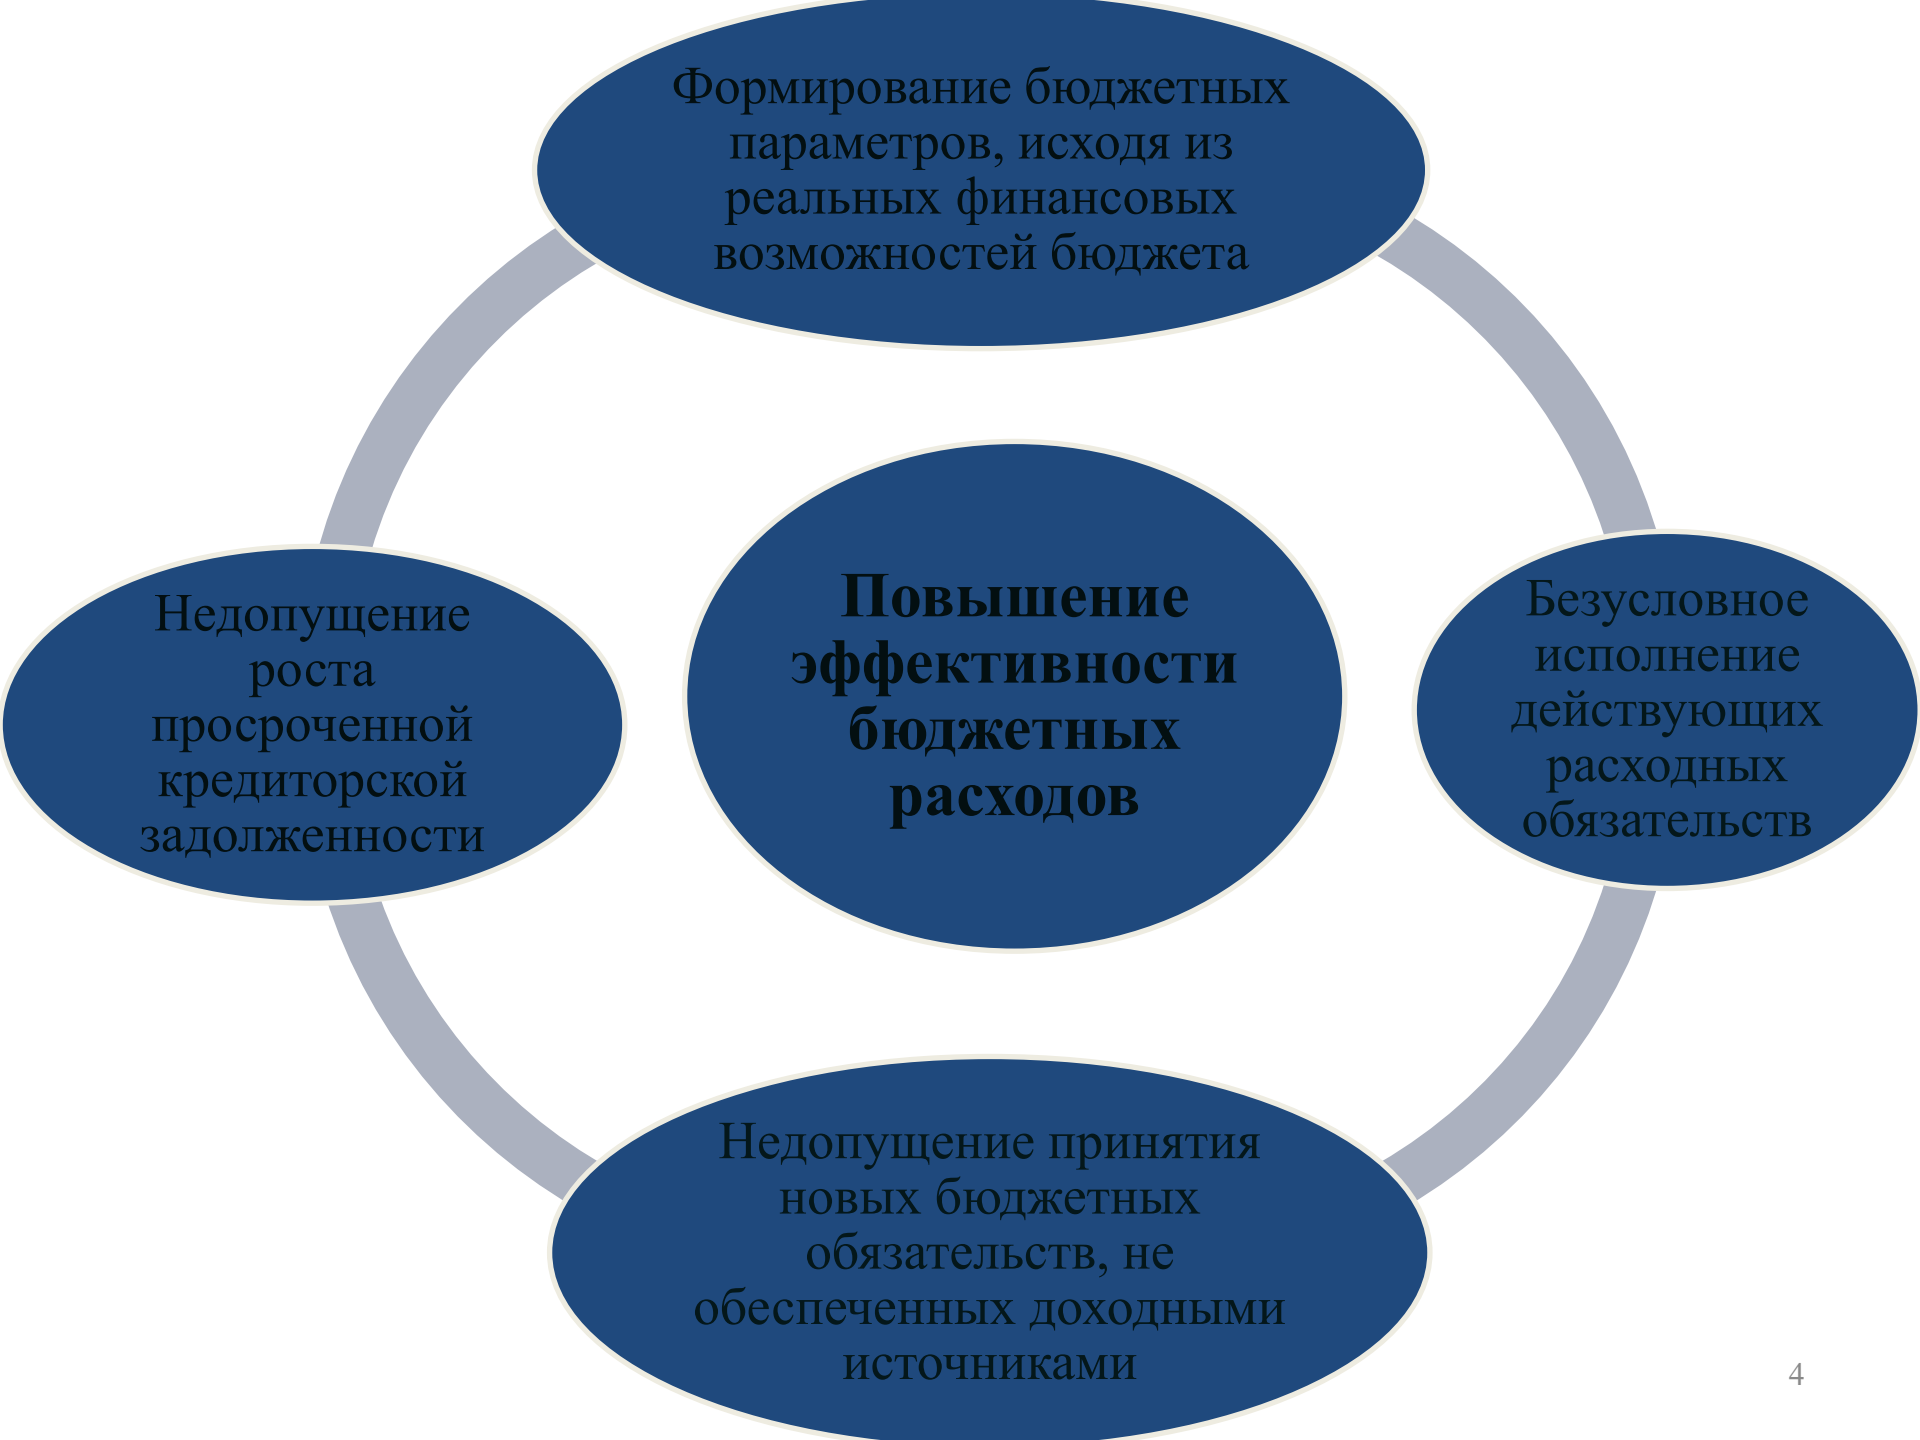 Формирование бюджетных
параметров, исходя из
реальных финансовых
возможностей бюджета
Недопущение
роста
просроченной
кредиторской
задолженности
Повышение
эффективности
бюджетных
расходов
Безусловное
исполнение
действующих
расходных
обязательств
Недопущение принятия
новых бюджетных
обязательств, не
обеспеченных доходными
источниками
4